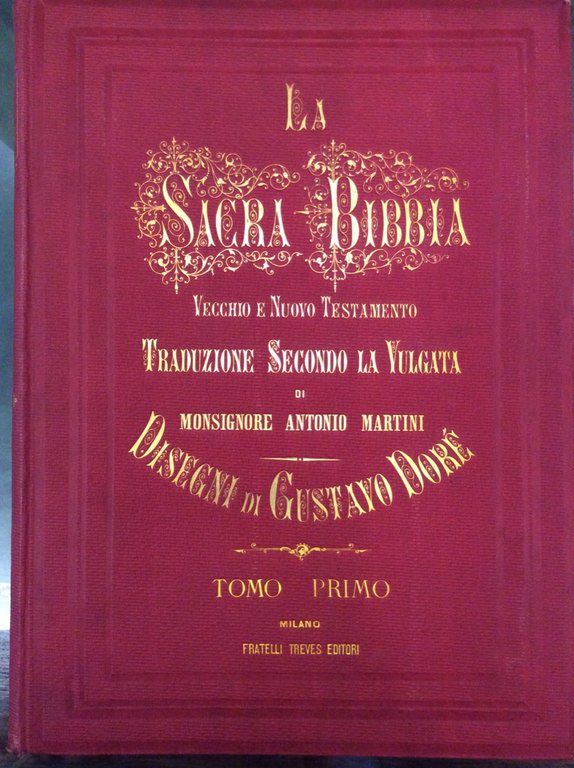 LA
SACRA BIBBIA
VECCHIO E NUOVO TESTAMENTO
TRADUZIONE SECONDO LA VULGATA
DI
MONSIGNORE ANTONIO MARTINI
DISEGNI DI GUSTAVO DORÉ
TOMO PRIMO
MILANO
FRATELLI TREVES EDITORI